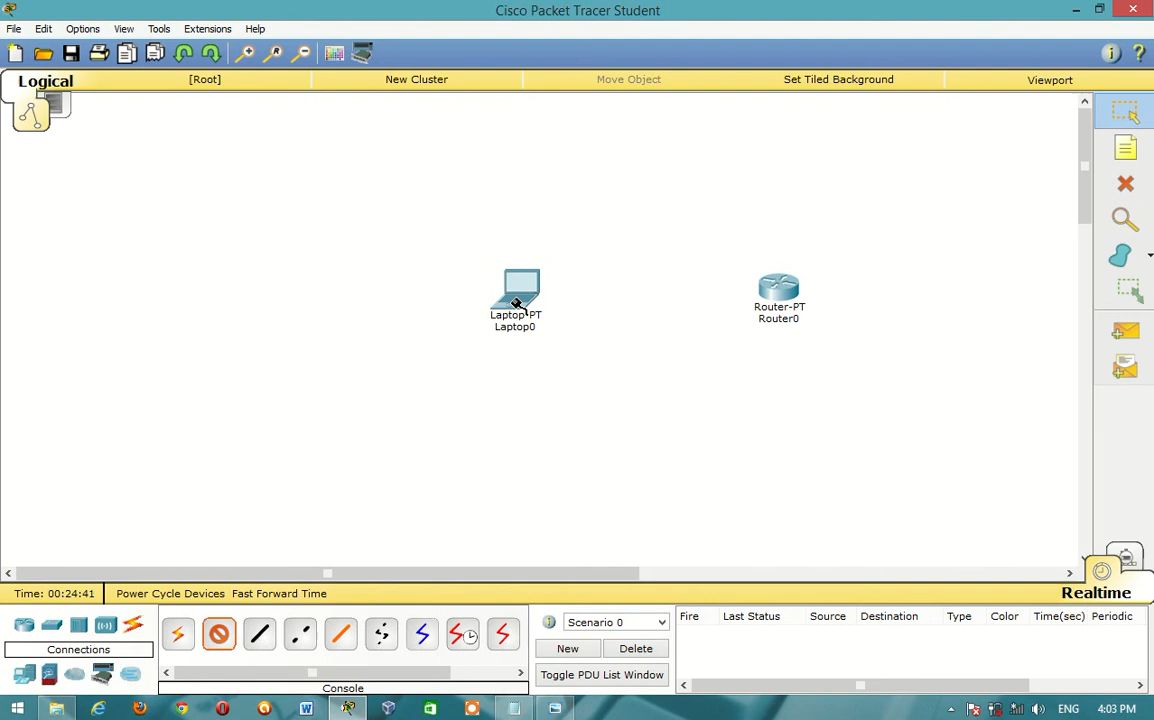 Cisco Packet Tracer Student
File Edit Options View Tools Extensions Help
Logical [Root] New Cluster Move Object Set Tiled Background Viewport
Laptop-PT
Laptop0
Router-PT
Router0
Time: 00:24:41 Power Cycle Devices Fast Forward Time Realtime
Connections
Scenario 0
New Delete
Toggle PDU List Window
Fire Last Status Source Destination Type Color Time(sec) Periodic
Console
ENG 4:03 PM